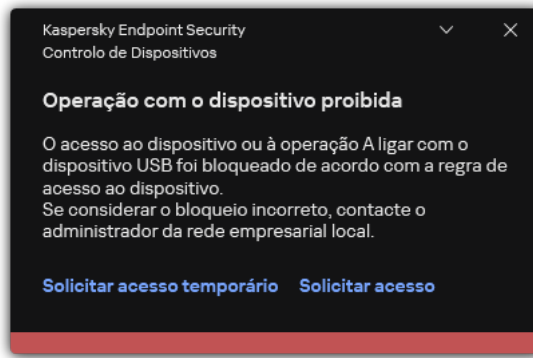 Kaspersky Endpoint Security
Controlo de Dispositivos
Operação com o dispositivo proibida
O acesso ao dispositivo ou à operação A ligar com o
dispositivo USB foi bloqueado de acordo com a regra de
acesso ao dispositivo.
Se considerar o bloqueio incorreto, contacte o
administrador da rede empresarial local.
Solicitar acesso temporário Solicitar acesso